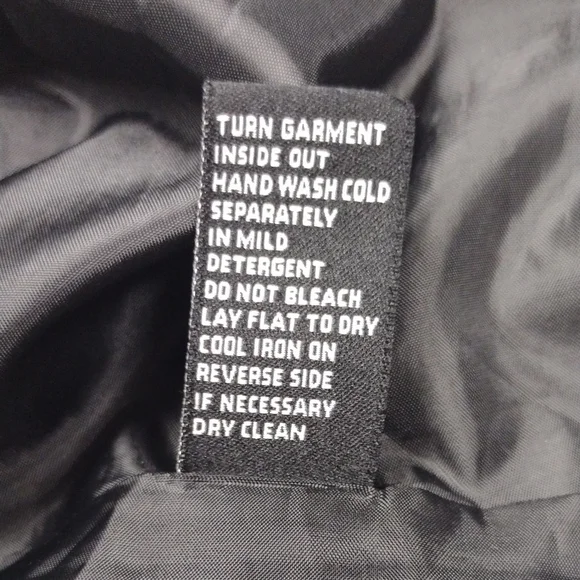 TURN GARMENT
INSIDE OUT
HAND WASH COLD
SEPARATELY
IN MILD
DETERGENT
DO NOT BLEACH
LAY FLAT TO DRY
COOL IRON ON
REVERSE SIDE
IF NECESSARY
DRY CLEAN